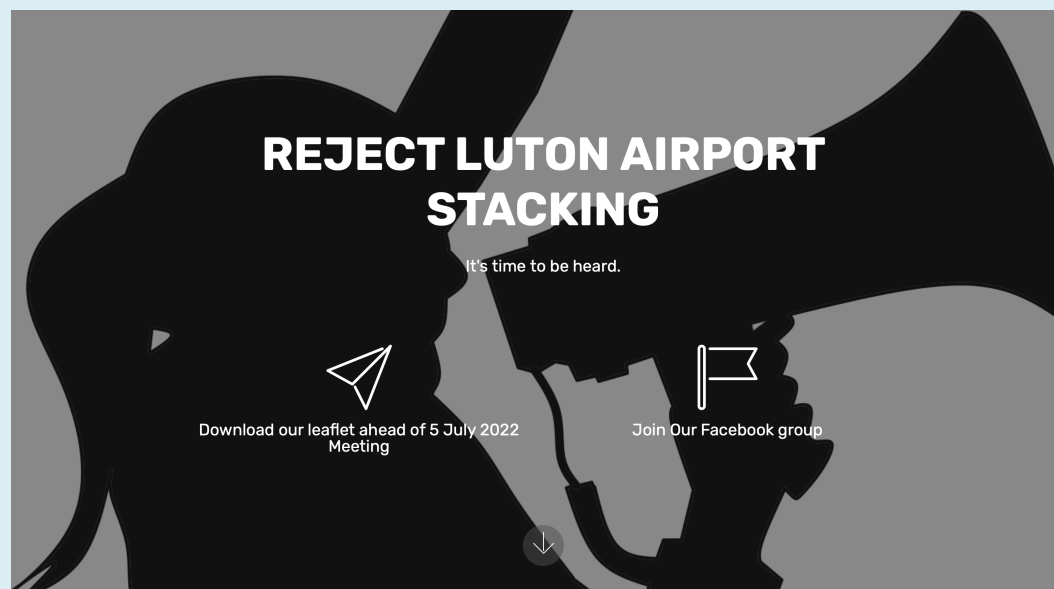 REJECT LUTON AIRPORT
STACKING
It's time to be heard.
Download our leaflet ahead of 5 July 2022
Meeting
Join Our Facebook group